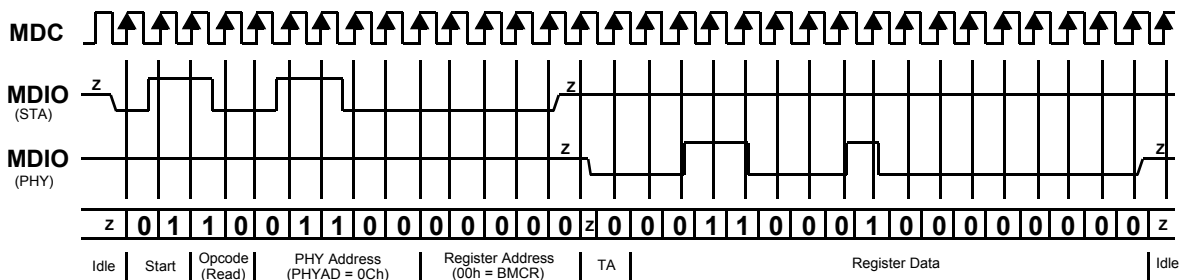 MDC
z z
MDIO
(STA)
MDIO z z
(PHY)
z 0 1 1 0 0 1 1 0 0 0 0 0 0 0 z 0 0 0 1 1 0 0 0 1 0 0 0 0 0 0 0 0 z
Idle
Start
Opcode
(Read)
PHY Address
(PHYAD = 0Ch)
Register Address
(00h = BMCR)
TA
Register Data
Idle